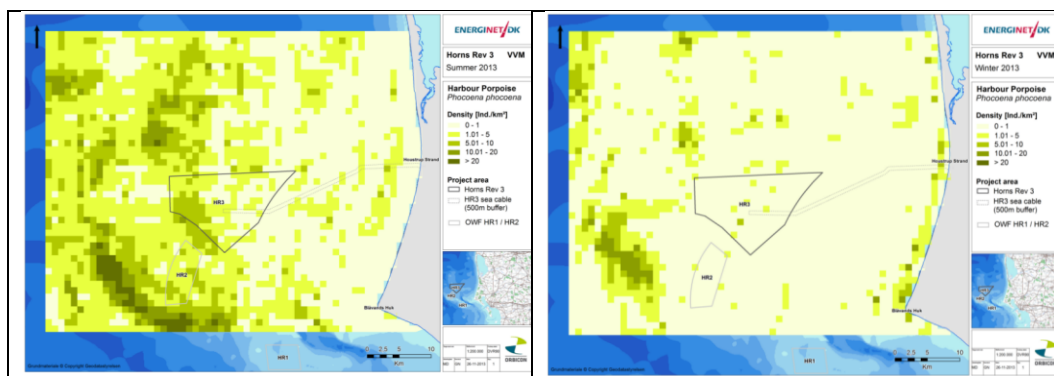 ENERGINET/DK
Horns Rev 3 VVM
Summer 2013
Harbour Porpoise
Phocoena phocoena
Density [Ind./km²]
0 - 1
1.01 - 5
5.01 - 10
10.01 - 20
> 20
Project area
Horns Rev 3
HR3 sea cable
(500m buffer)
OWF HR1 / HR2
Houstrup Strand
HR3
HR2
Blåvands Huk
HR1
0 2,5 5 10
ORBICON
ENERGINET/DK
Horns Rev 3 VVM
Winter 2013
Harbour Porpoise
Phocoena phocoena
Density [Ind./km²]
0 - 1
1.01 - 5
5.01 - 10
10.01 - 20
> 20
Project area
Horns Rev 3
HR3 sea cable
(500m buffer)
OWF HR1 / HR2
Houstrup Strand
HR3
HR2
Blåvands Huk
HR1
0 2,5 5 10
ORBICON